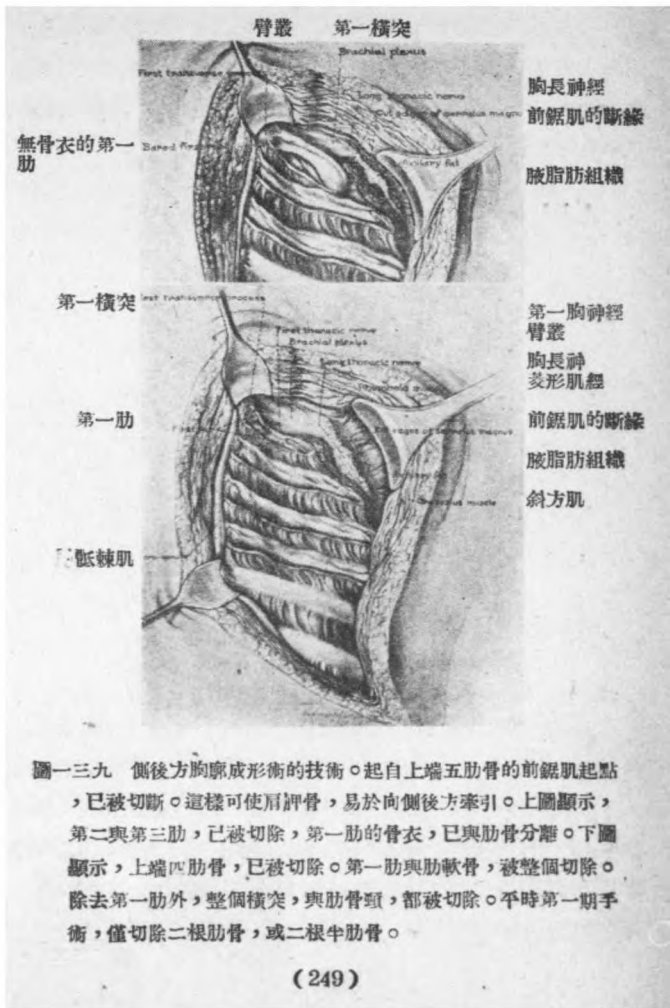 臂叢 第一橫突
Brachial plexus
First transverse process
Long thoracic nerve
胸長神經
Cut edges of serratus magnus
前鋸肌的斷緣
無骨衣的第一
肋
Bared first
Axillary fat
腋脂肪組織
第一橫突
First transverse process
第一胸神經
First thoracic nerve
臂叢
Brachial plexus
Long thoracic nerve
胸長神
菱形肌經
第一肋
First
Cut edges of serratus magnus
前鋸肌的斷緣
Axillary fat
腋脂肪組織
muscle
斜方肌
骶棘肌
圖一三九 側後方胸廓成形術的技術。起自上端五肋骨的前鋸肌起點
，已被切斷。這樣可使肩胛骨，易於向側後方牽引。上圖顯示，
第二與第三肋，已被切除，第一肋的骨衣，已與肋骨分離。下圖
顯示，上端四肋骨，已被切除。第一肋與肋軟骨，被整個切除。
除去第一肋外，整個橫突，與肋骨頸，都被切除。平時第一期手
術，僅切除二根肋骨，或二根半肋骨。
(249)